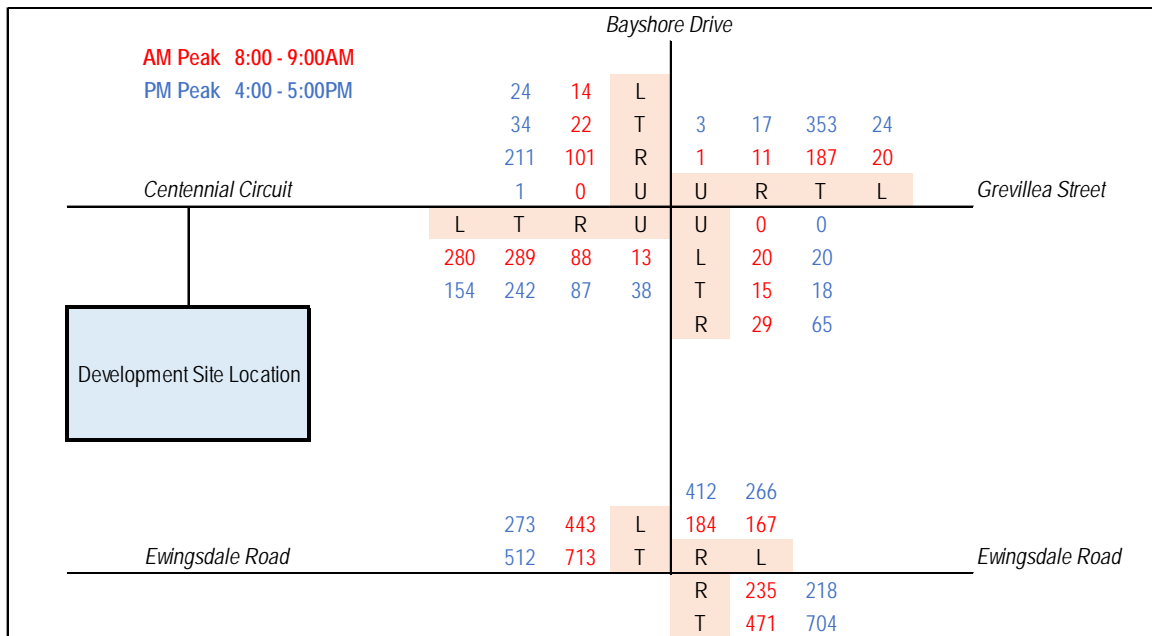 Bayshore Drive
AM Peak 8:00 - 9:00AM
PM Peak 4:00 - 5:00PM
24 14 L
34 22 T 3 17 353 24
211 101 R 1 11 187 20
Centennial Circuit 1 0 U U R T L Grevillea Street
L T R U U 0 0
280 289 88 13 L 20 20
154 242 87 38 T 15 18
R 29 65
Development Site Location
412 266
273 443 L 184 167
Ewingsdale Road 512 713 T R L Ewingsdale Road
R 235 218
T 471 704